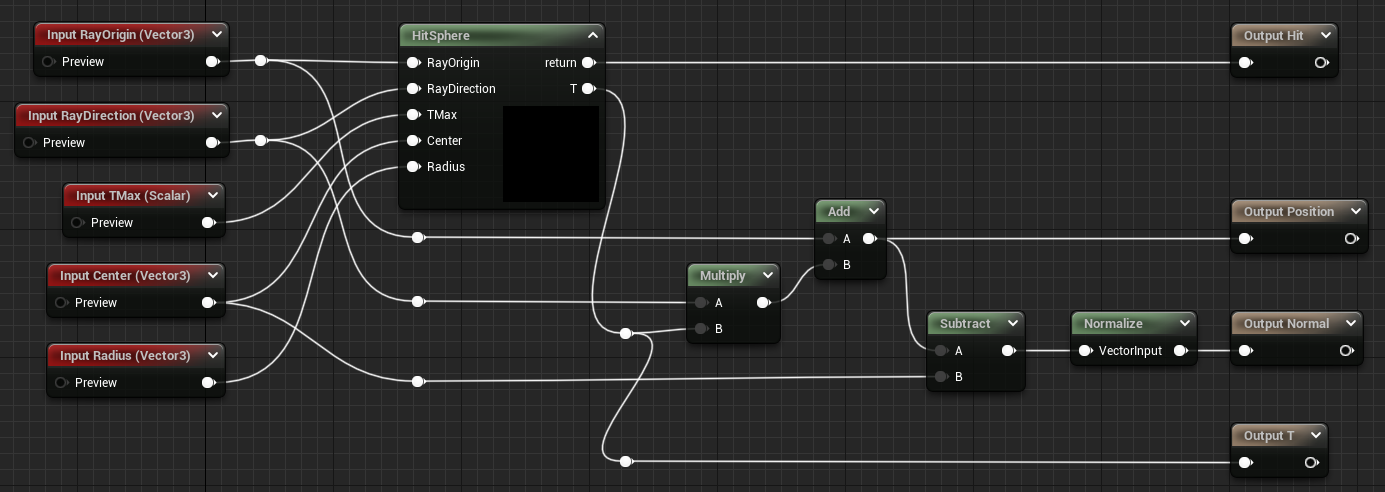 Input RayOrigin (Vector3)
Preview
Input RayDirection (Vector3)
Preview
Input TMax (Scalar)
Preview
Input Center (Vector3)
Preview
Input Radius (Vector3)
Preview
HitSphere
RayOrigin return
RayDirection T
TMax
Center
Radius
Multiply
A
B
Add
A
B
Subtract
A
B
Normalize
VectorInput
Output Hit
Output Position
Output Normal
Output T